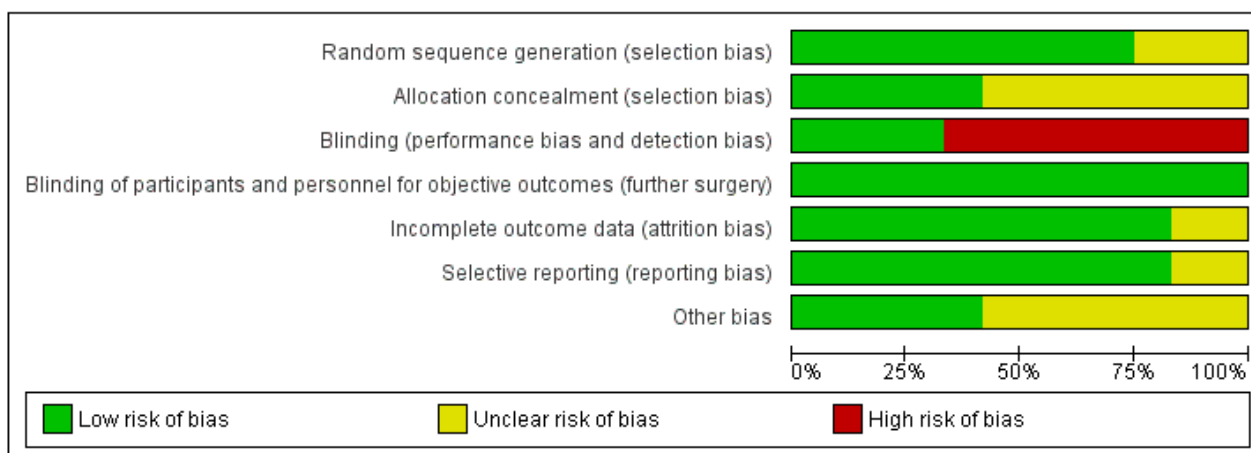 Random sequence generation (selection bias)
Allocation concealment (selection bias)
Blinding (performance bias and detection bias)
Blinding of participants and personnel for objective outcomes (further surgery)
Incomplete outcome data (attrition bias)
Selective reporting (reporting bias)
Other bias
0% 25% 50% 75% 100%
Low risk of bias Unclear risk of bias High risk of bias